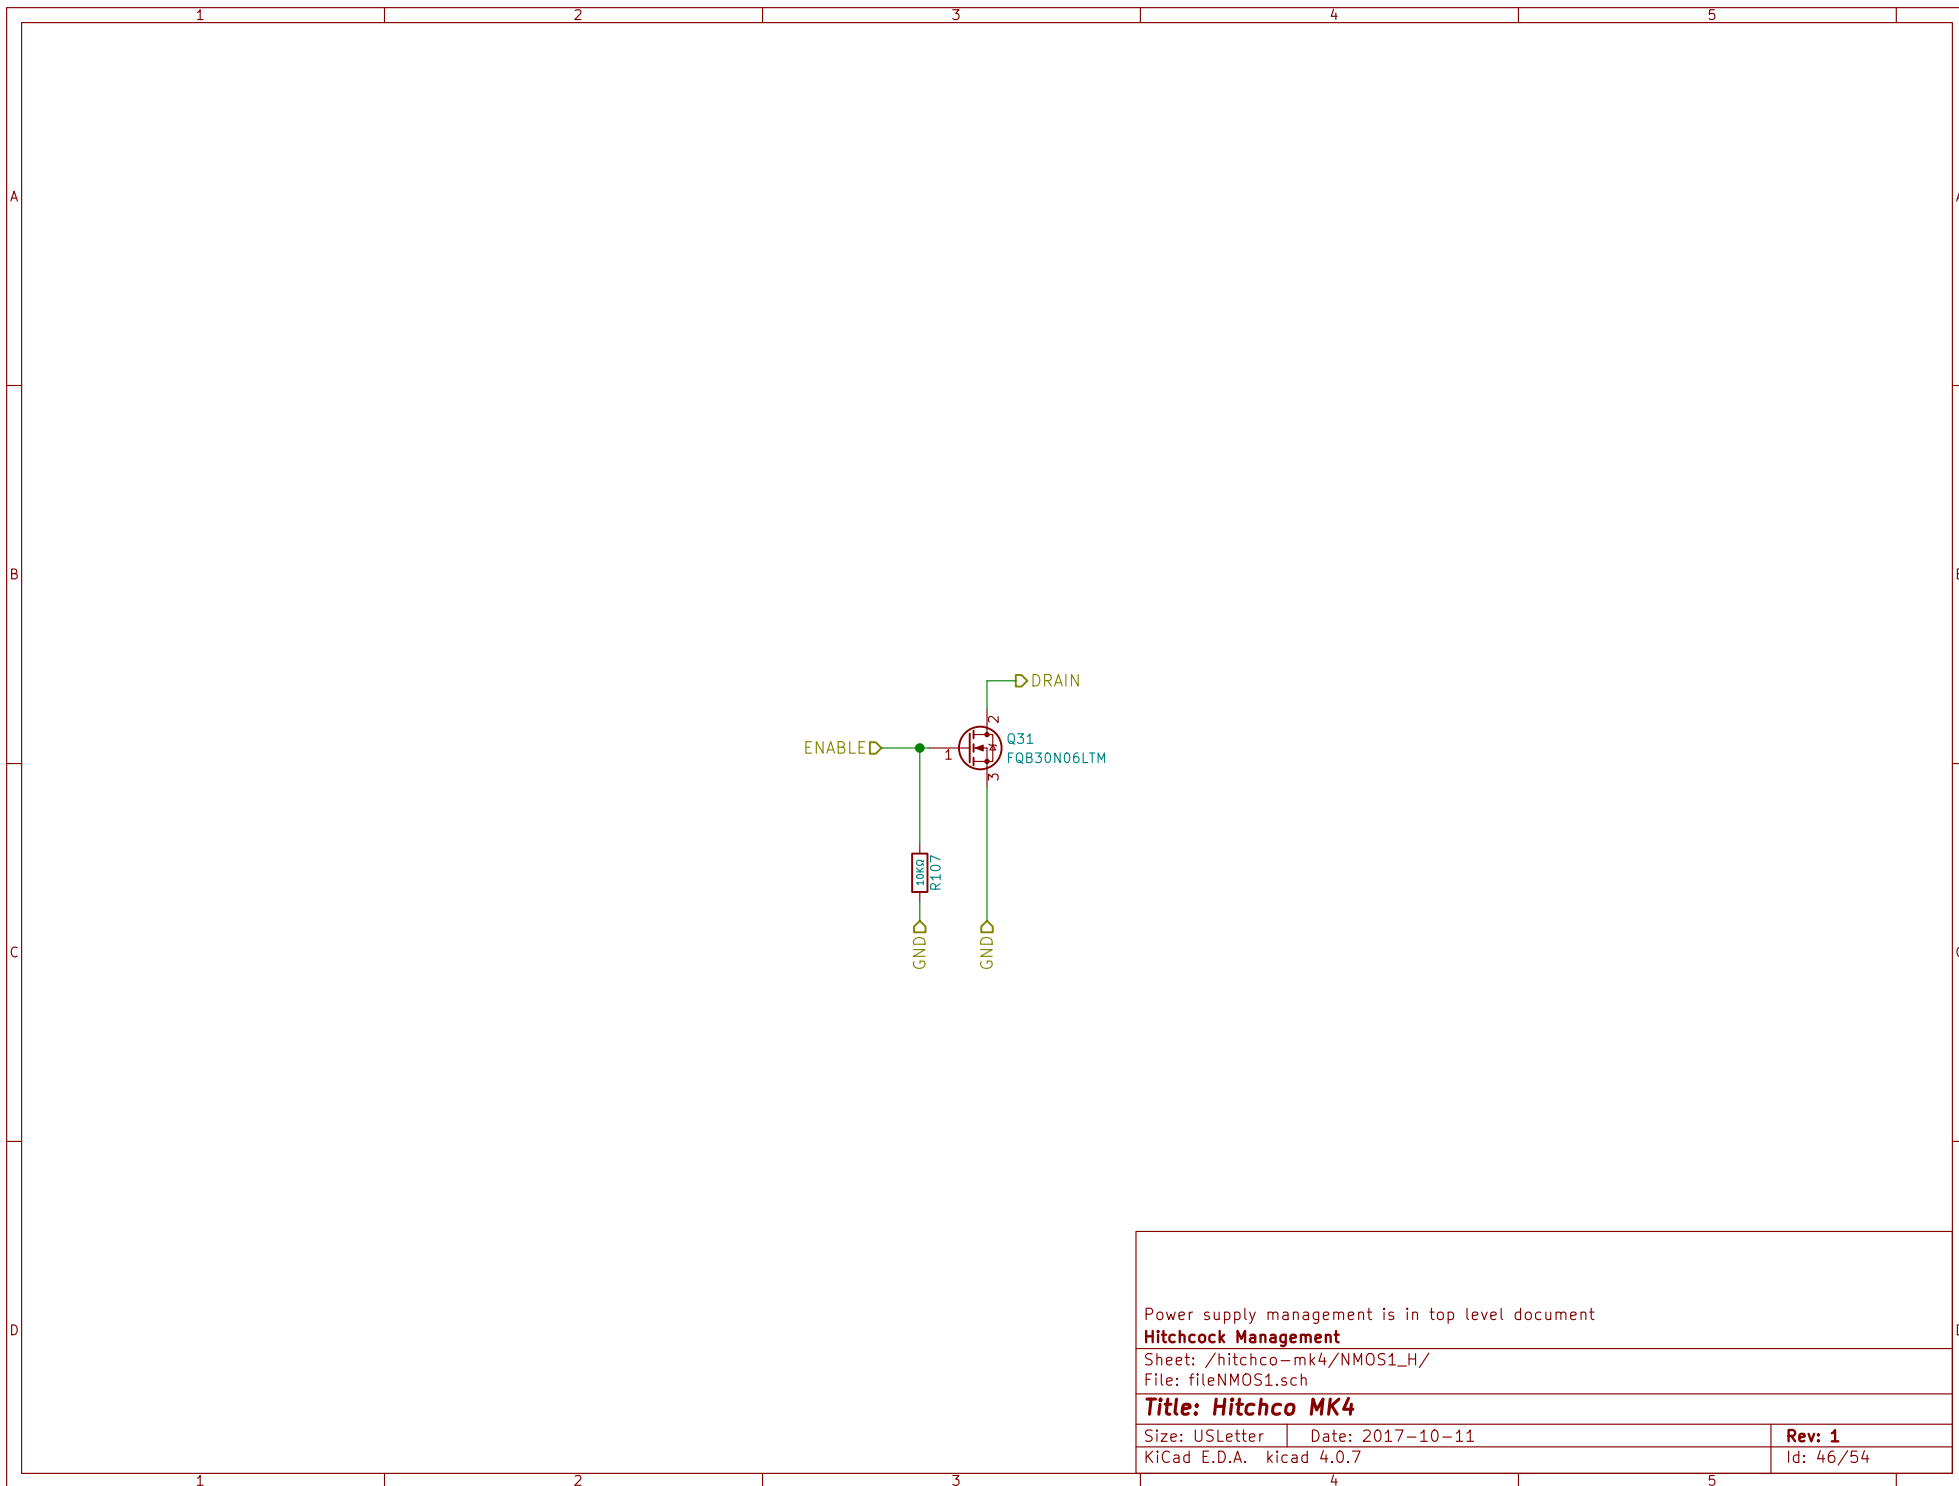 1 2 3 4 5
A
B
C
D
DRAIN
2
ENABLE
1
Q31
FQB30N06LTM
3
10KΩ
R107
GND GND
Power supply management is in top level document
Hitchcock Management
Sheet: /hitchco-mk4/NMOS1_H/
File: fileNMOS1.sch
Title: Hitchco MK4
Size: USLetter Date: 2017-10-11 Rev: 1
KiCad E.D.A. kicad 4.0.7 Id: 46/54
1 2 3 4 5